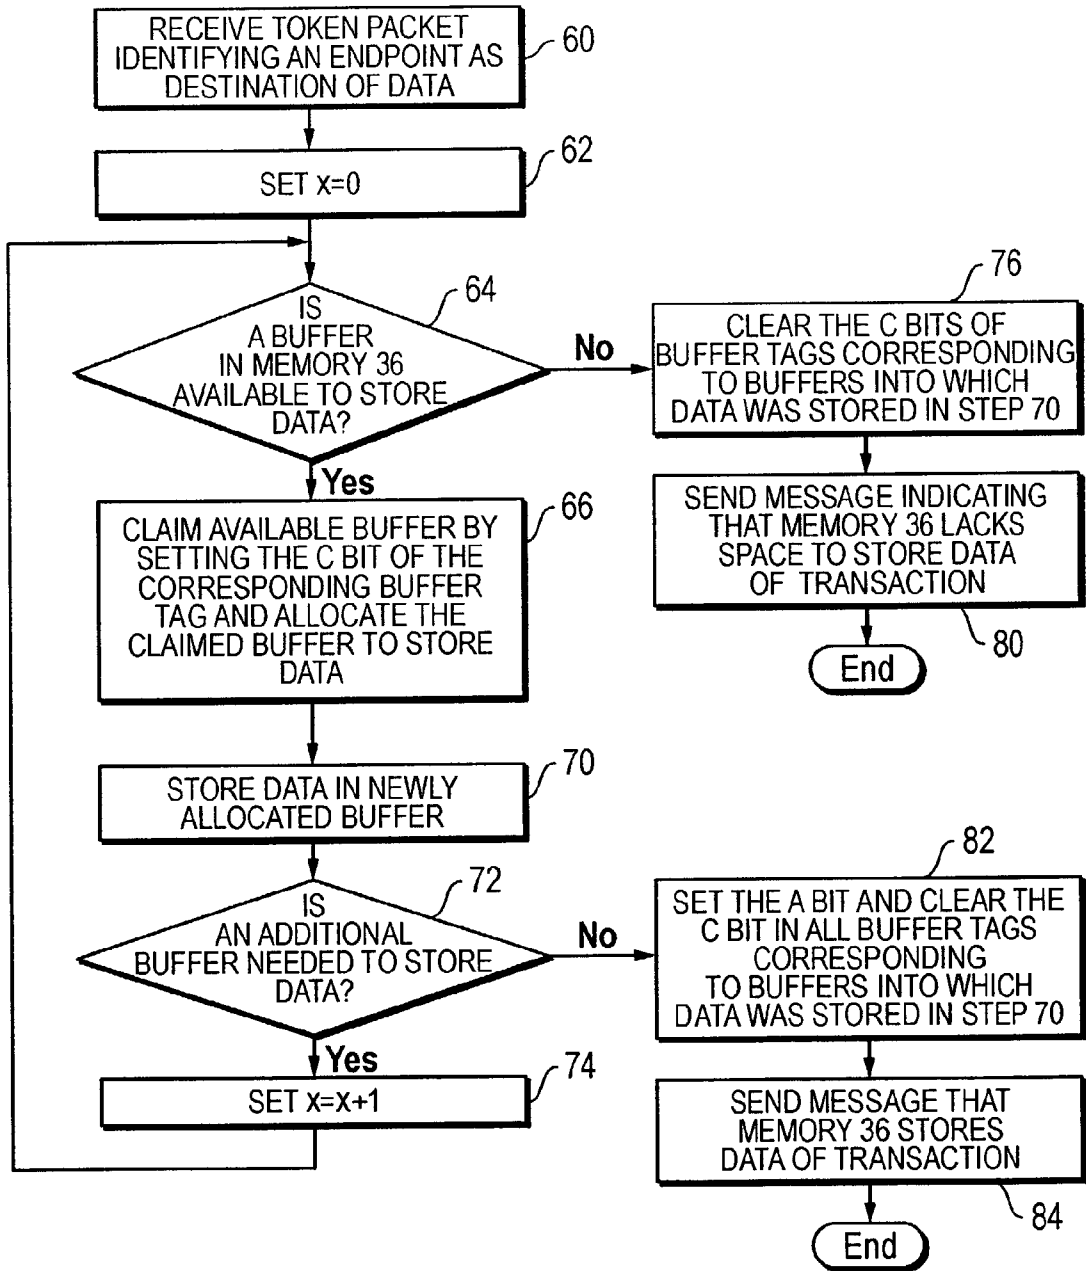 RECEIVE TOKEN PACKET
IDENTIFYING AN ENDPOINT AS
DESTINATION OF DATA
60
SET x=0
62
IS
A BUFFER
IN MEMORY 36
AVAILABLE TO STORE
DATA?
64
No
Yes
76
CLEAR THE C BITS OF
BUFFER TAGS CORRESPONDING
TO BUFFERS INTO WHICH
DATA WAS STORED IN STEP 70
SEND MESSAGE INDICATING
THAT MEMORY 36 LACKS
SPACE TO STORE DATA
OF TRANSACTION
80
End
CLAIM AVAILABLE BUFFER BY
SETTING THE C BIT OF THE
CORRESPONDING BUFFER
TAG AND ALLOCATE THE
CLAIMED BUFFER TO STORE
DATA
66
STORE DATA IN NEWLY
ALLOCATED BUFFER
70
IS
AN ADDITIONAL
BUFFER NEEDED TO STORE
DATA?
72
No
Yes
SET x=x+1
74
82
SET THE A BIT AND CLEAR THE
C BIT IN ALL BUFFER TAGS
CORRESPONDING
TO BUFFERS INTO WHICH
DATA WAS STORED IN STEP 70
SEND MESSAGE THAT
MEMORY 36 STORES
DATA OF TRANSACTION
84
End